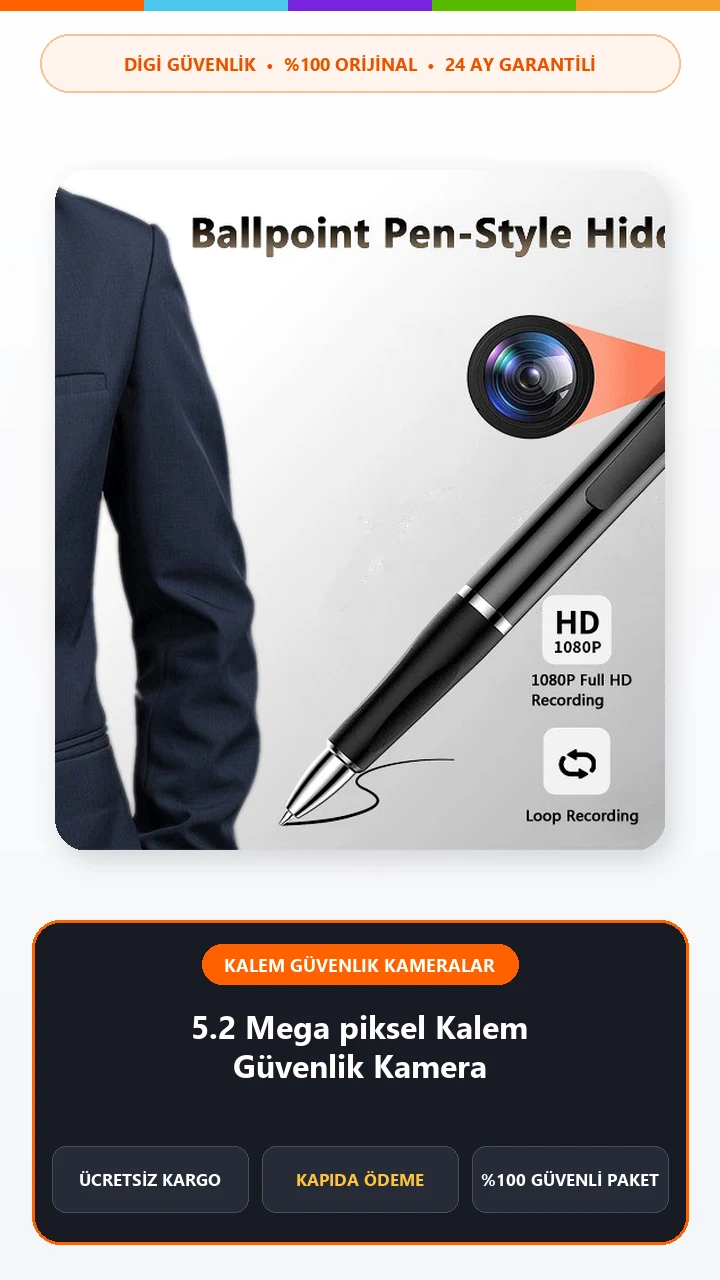 DİGİ GÜVENLİK • %100 ORİJİNAL • 24 AY GARANTİLİ
Ballpoint Pen-Style
HD
1080P
1080P Full HD
Recording
Loop Recording
KALEM GÜVENLIK KAMERALAR
5.2 Mega piksel Kalem
Güvenlik Kamera
ÜCRETSİZ KARGO
KAPIDA ÖDEME
%100 GÜVENLİ PAKET